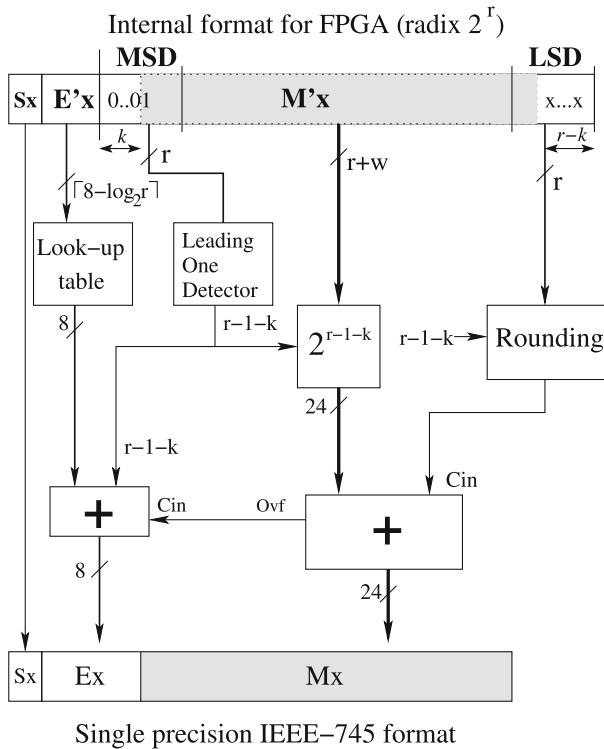 Internal format for FPGA (radix 2^r)
MSD
LSD
Sx E'x 0..01 M'x x...x
k
r
r+w
r−k
r
⌈8−log₂r⌉
Look−up table
Leading One Detector
8
r−1−k
2^{r−1−k}
r−1−k
Rounding
24
r−1−k
Cin
+
Cin
Ovf
+
8
24
Sx Ex Mx
Single precision IEEE−745 format